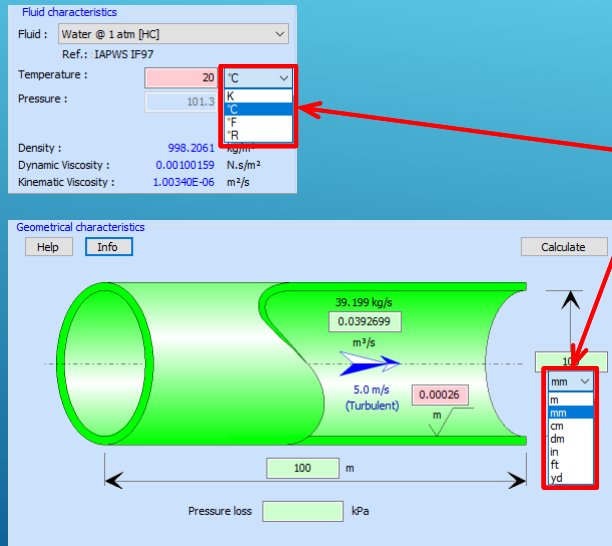 Fluid characteristics
Fluid : Water @ 1 atm [HC]
Ref.: IAPWS IF97
Temperature : 20 °C
K
°C
°F
°R
Pressure : 101.3
Density : 998.2061 kg/m³
Dynamic Viscosity : 0.00100159 N.s/m²
Kinematic Viscosity : 1.00340E-06 m²/s
Geometrical characteristics
Help Info Calculate
39.199 kg/s
0.0392699
m³/s
5.0 m/s
(Turbulent)
0.00026
m
mm
m
mm
cm
dm
in
ft
yd
100 m
Pressure loss kPa